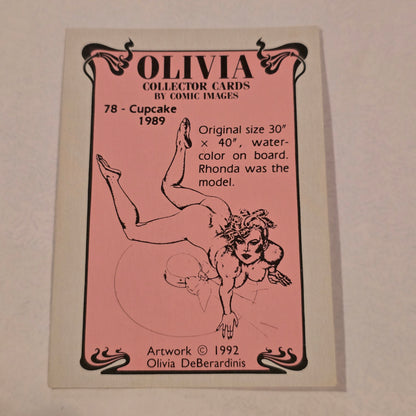 OLIVIA
COLLECTOR CARDS
BY COMIC IMAGES
78 - Cupcake
1989
Original size 30"
× 40", water-
color on board.
Rhonda was the
model.
Artwork © 1992
Olivia DeBerardinis